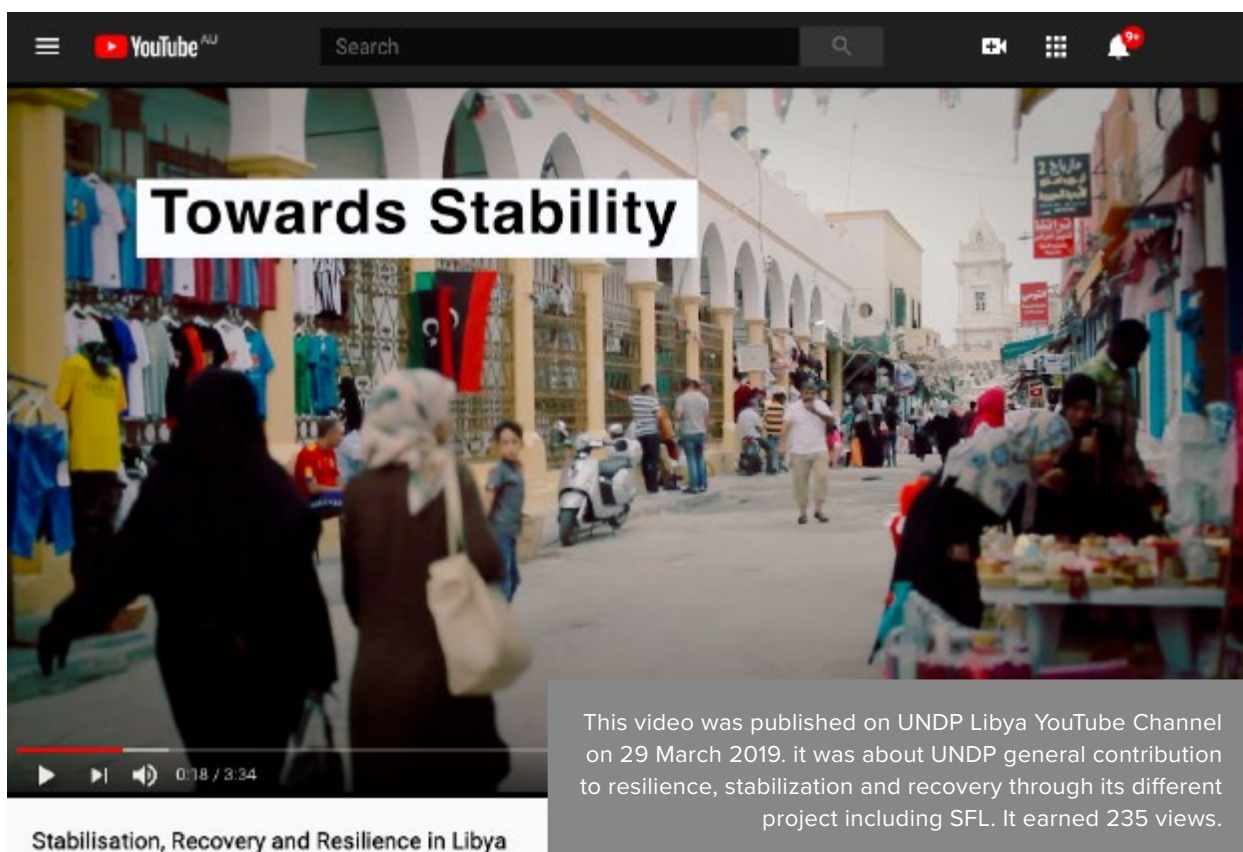 YouTube AU
Search
9+
Towards Stability
0:18 / 3:34
This video was published on UNDP Libya YouTube Channel
on 29 March 2019. it was about UNDP general contribution
to resilience, stabilization and recovery through its different
project including SFL. It earned 235 views.
Stabilisation, Recovery and Resilience in Libya